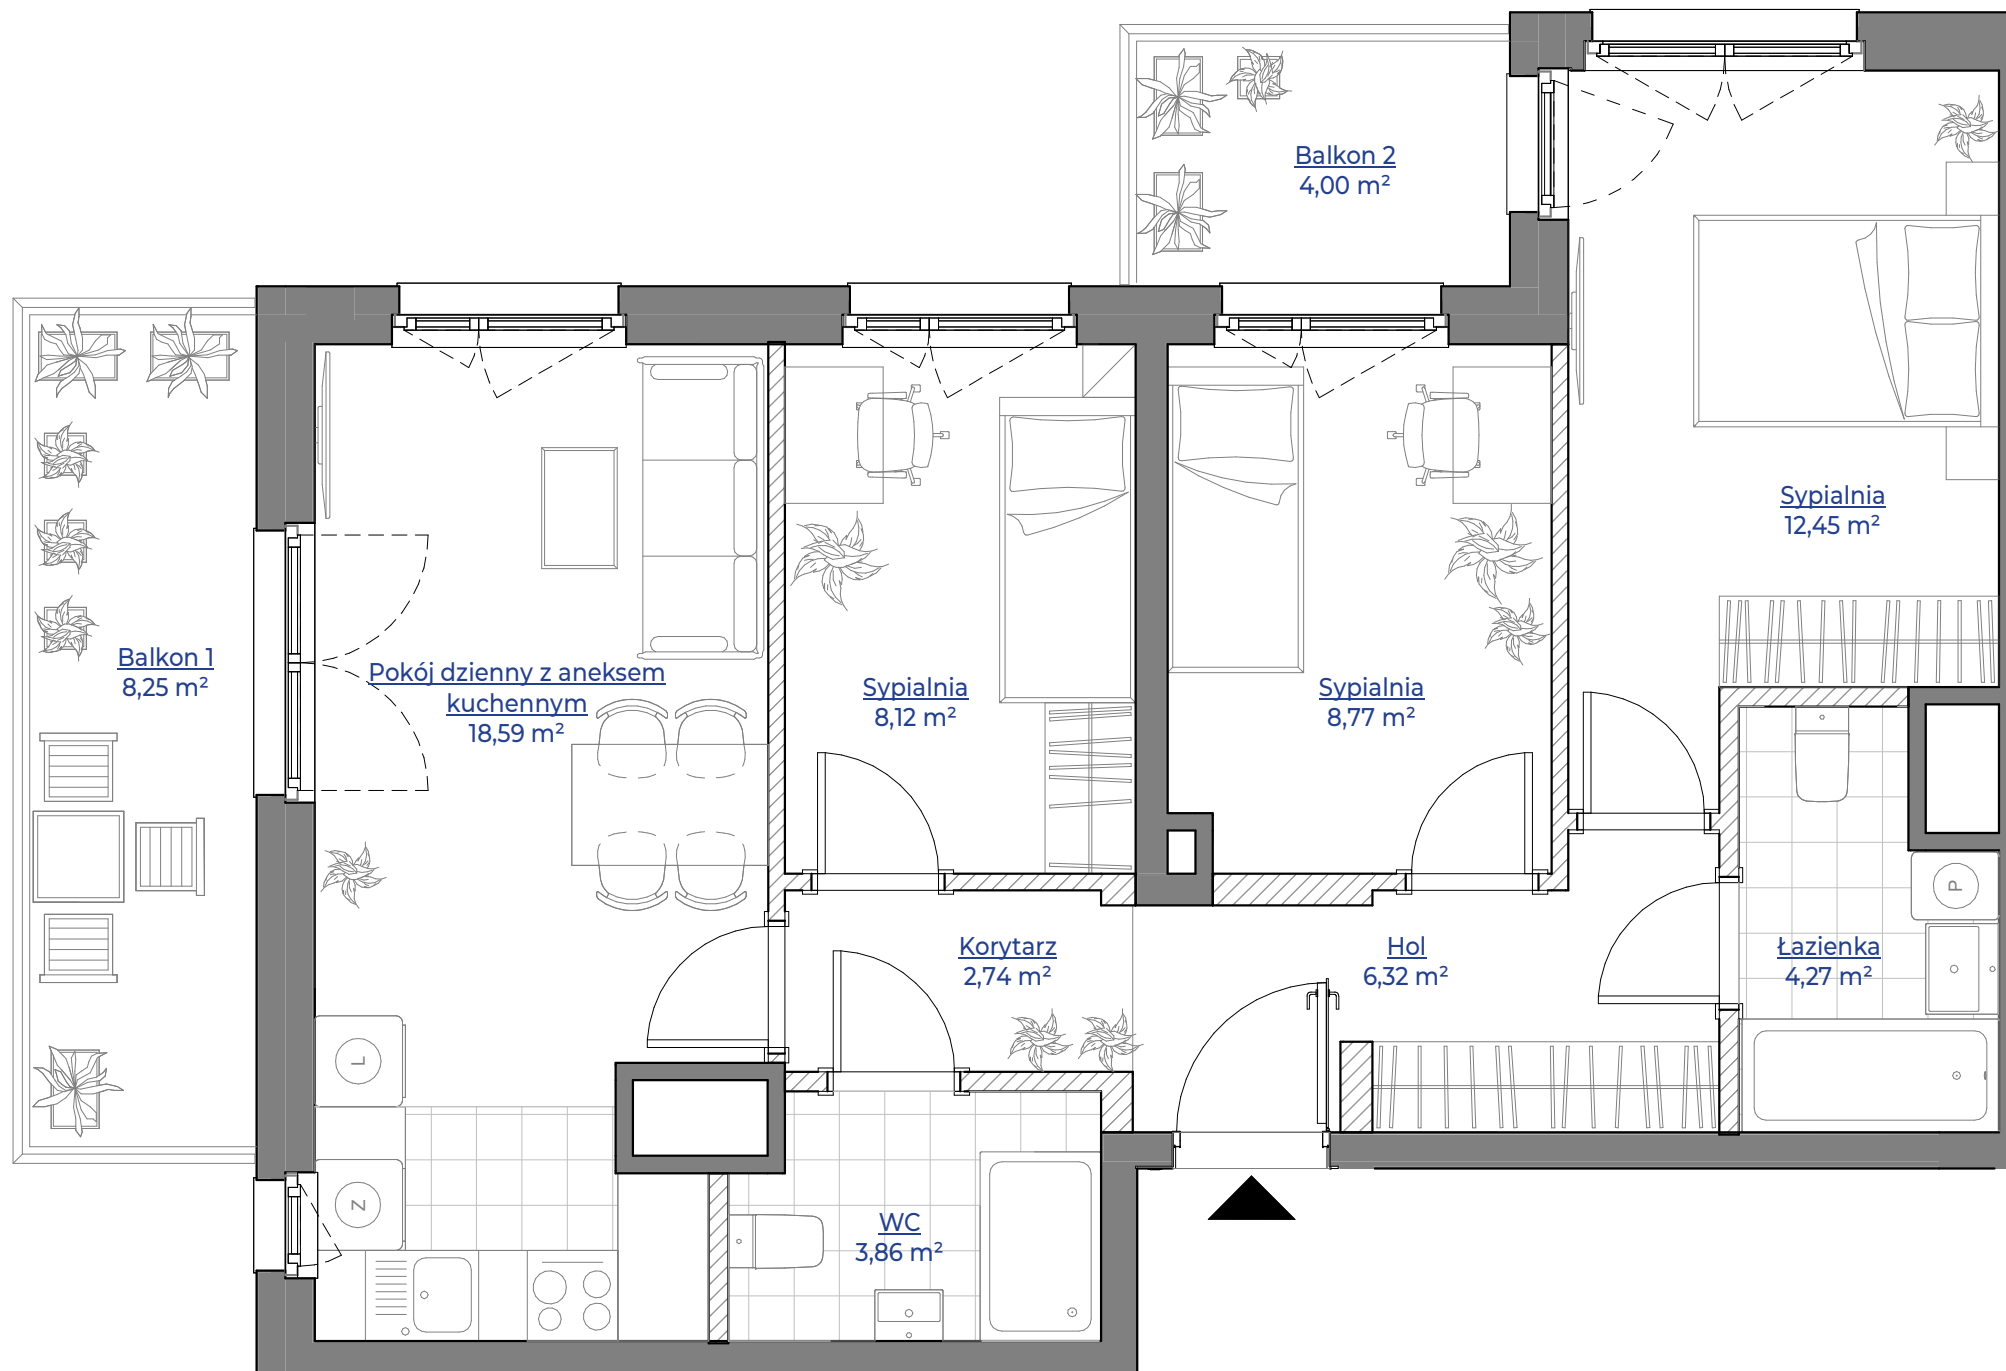 Balkon 2
4,00 m²
Sypialnia
12,45 m²
Balkon 1
8,25 m²
Pokój dzienny z aneksem
kuchennym
18,59 m²
Sypialnia
8,12 m²
Sypialnia
8,77 m²
P
Korytarz
2,74 m²
Hol
6,32 m²
Łazienka
4,27 m²
L
Z
WC
3,86 m²